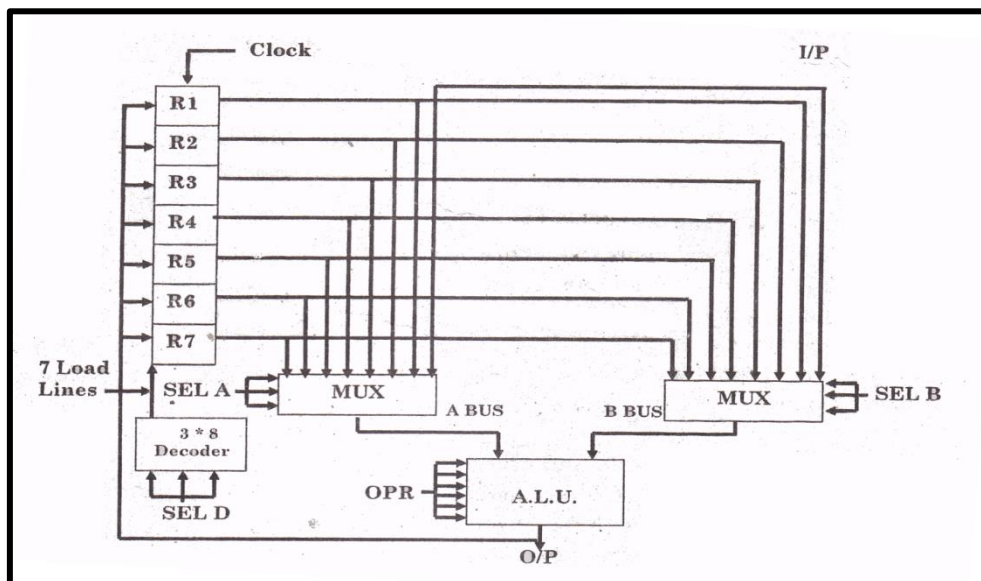 Clock
I/P
R1
R2
R3
R4
R5
R6
R7
7 Load
Lines
SEL A
MUX
MUX
SEL B
A BUS
B BUS
3 * 8
Decoder
OPR
A.L.U.
SEL D
O/P